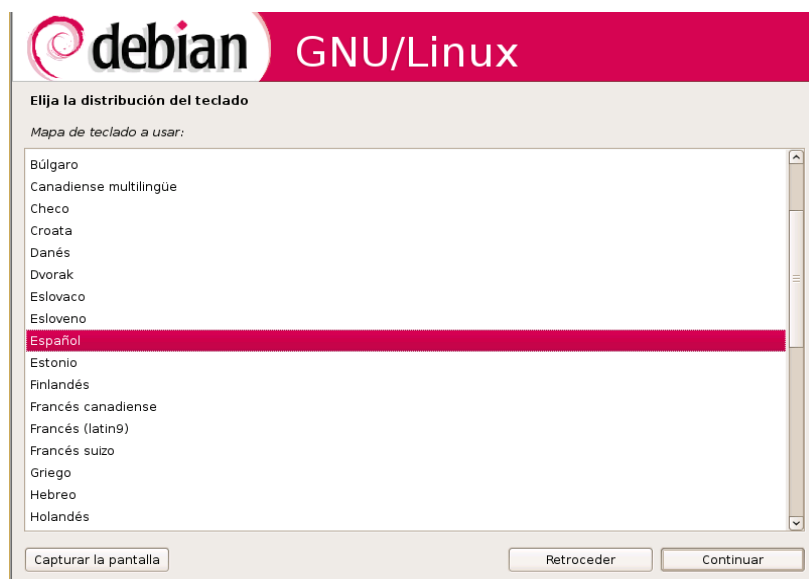 debian GNU/Linux
Elija la distribución del teclado
Mapa de teclado a usar:
Búlgaro
Canadiense multilingüe
Checo
Croata
Danés
Dvorak
Eslovaco
Esloveno
Español
Estonio
Finlandés
Francés canadiense
Francés (latin9)
Francés suizo
Griego
Hebreo
Holandés
Capturar la pantalla Retroceder Continuar